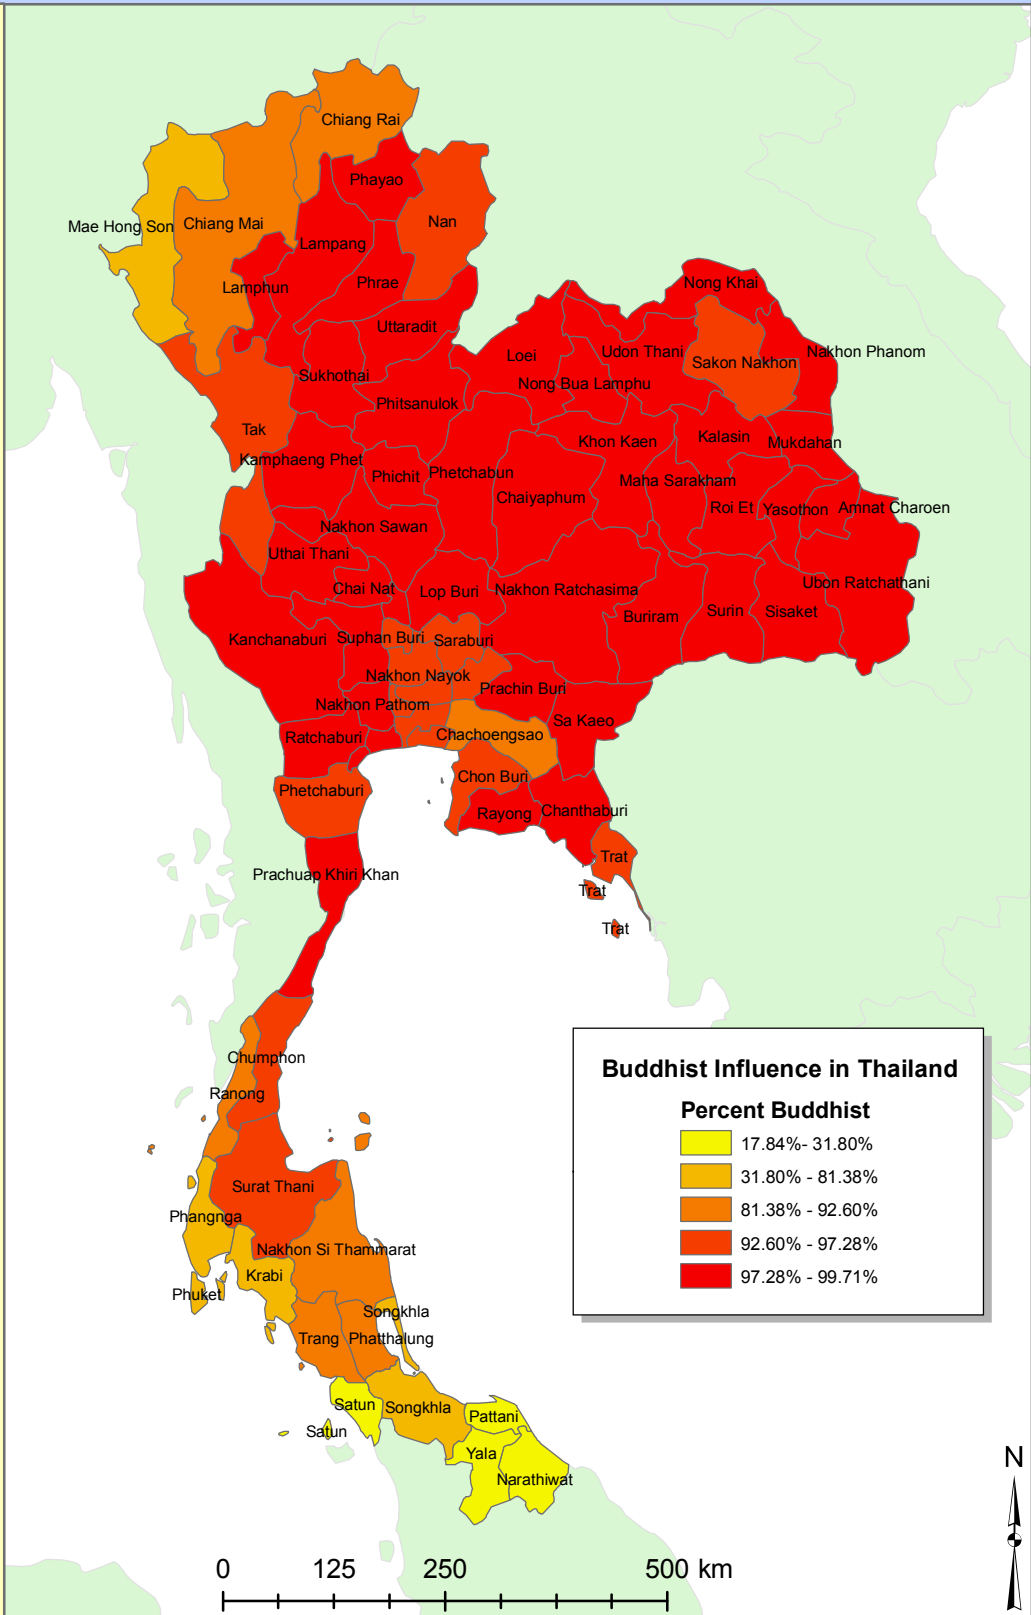 Chiang Rai
Phayao
Mae Hong Son
Chiang Mai
Nan
Lampang
Lamphun
Phrae
Nong Khai
Uttaradit
Loei
Udon Thani
Nakhon Phanom
Sakon Nakhon
Sukhothai
Nong Bua Lamphu
Phitsanulok
Tak
Khon Kaen
Kalasin
Mukdahan
Kamphaeng Phet
Phichit
Phetchabun
Maha Sarakham
Chaiyaphum
Roi Et
Yasothon
Amnat Charoen
Nakhon Sawan
Uthai Thani
Chai Nat
Lop Buri
Nakhon Ratchasima
Ubon Ratchathani
Buriram
Surin
Sisaket
Kanchanaburi
Suphan Buri
Saraburi
Nakhon Nayok
Prachin Buri
Nakhon Pathom
Sa Kaeo
Ratchaburi
Chachoengsao
Chon Buri
Phetchaburi
Rayong
Chanthaburi
Trat
Prachuap Khiri Khan
Trat
Trat
Chumphon
Ranong
Surat Thani
Phangnga
Nakhon Si Thammarat
Krabi
Phuket
Songkhla
Trang
Phatthalung
Satun
Songkhla
Pattani
Satun
Yala
Narathiwat
Buddhist Influence in Thailand
Percent Buddhist
17.84%- 31.80%
31.80% - 81.38%
81.38% - 92.60%
92.60% - 97.28%
97.28% - 99.71%
N
0 125 250 500 km